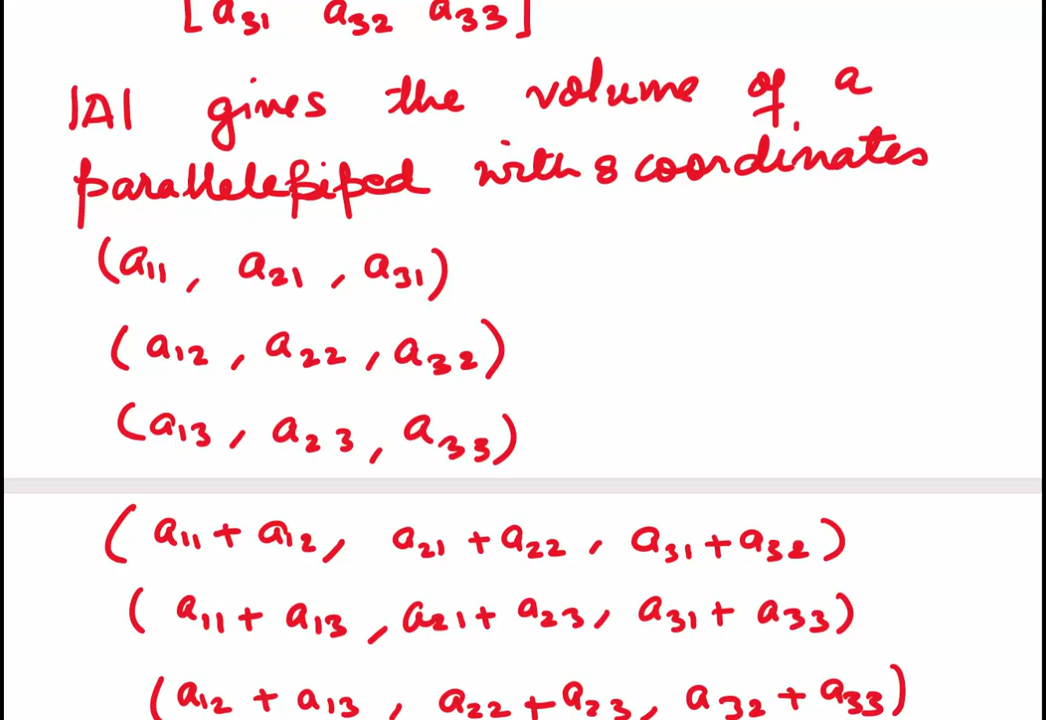 [a31 a32 a33]
|A| gives the volume of a
parallelepiped with 8 coordinates
(a11, a21, a31)
(a12, a22, a32)
(a13, a23, a33)
(a11 + a12, a21 + a22, a31 + a32)
(a11 + a13, a21 + a23, a31 + a33)
(a12 + a13, a22 + a23, a32 + a33)